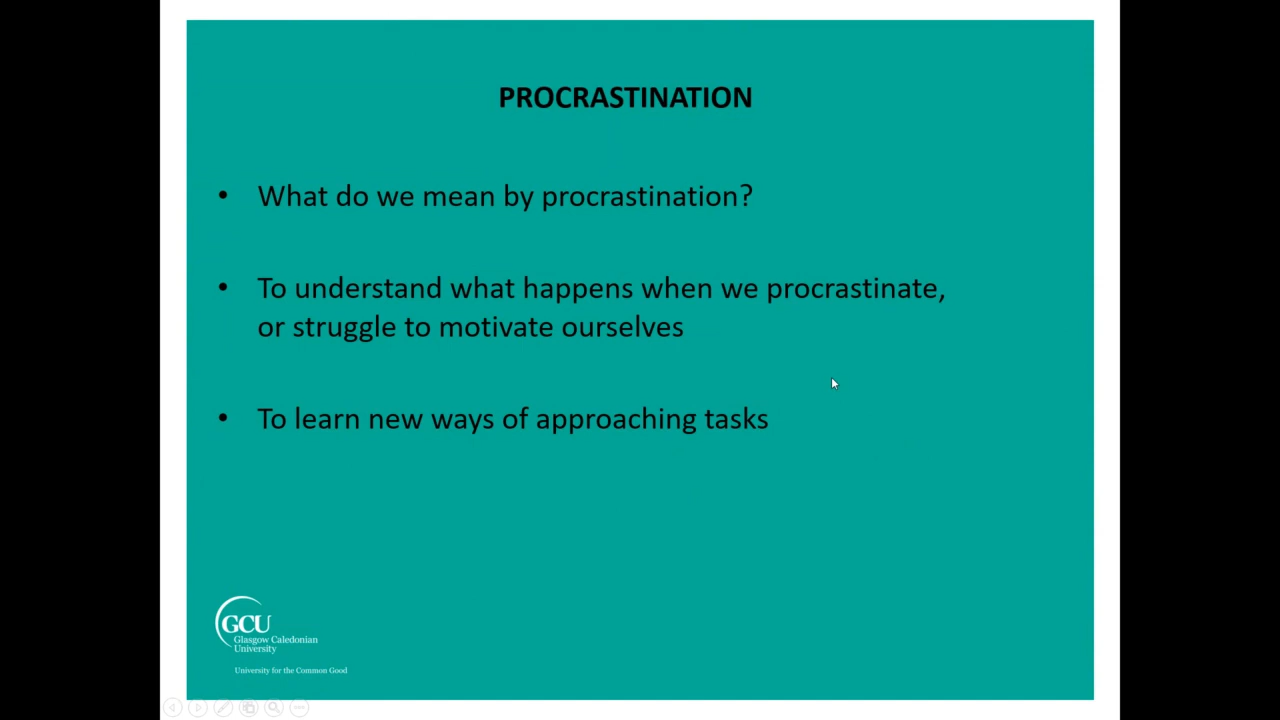 PROCRASTINATION
• What do we mean by procrastination?
• To understand what happens when we procrastinate,
or struggle to motivate ourselves
• To learn new ways of approaching tasks
GCU
Glasgow Caledonian
University
University for the Common Good